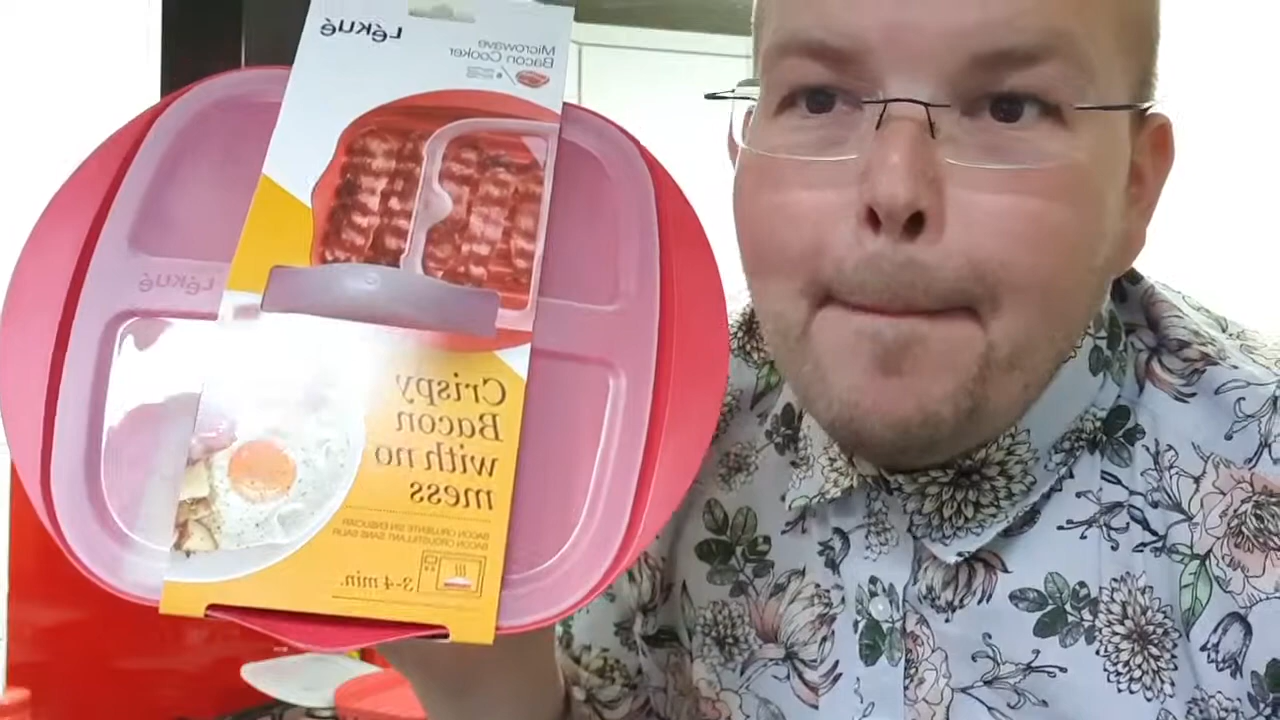 Lékué
Microwave
Bacon Cooker
Lékué
Crispy
Bacon
with no
mess
BACON CRUJIENTE SIN ENSUCIAR
BACON CROUSTILLANT SANS SALIR
3-4 min.